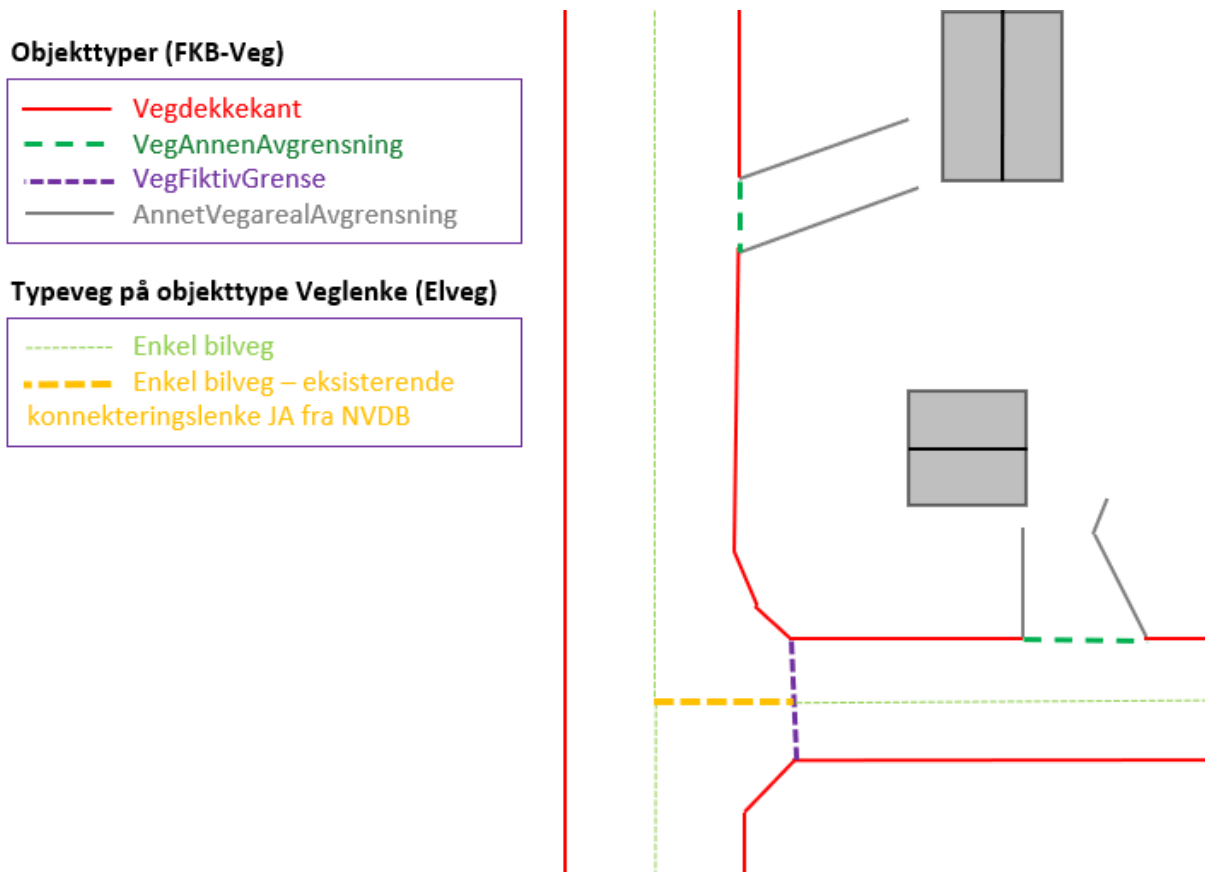 Objekttyper (FKB-Veg)
Vegdekkekant
VegAnnenAvgrensning
VegFiktivGrense
AnnetVegarealAvgrensning
Typeveg på objekttype Veglenke (Elveg)
Enkel bilveg
Enkel bilveg – eksisterende
konnekteringslenke JA fra NVDB